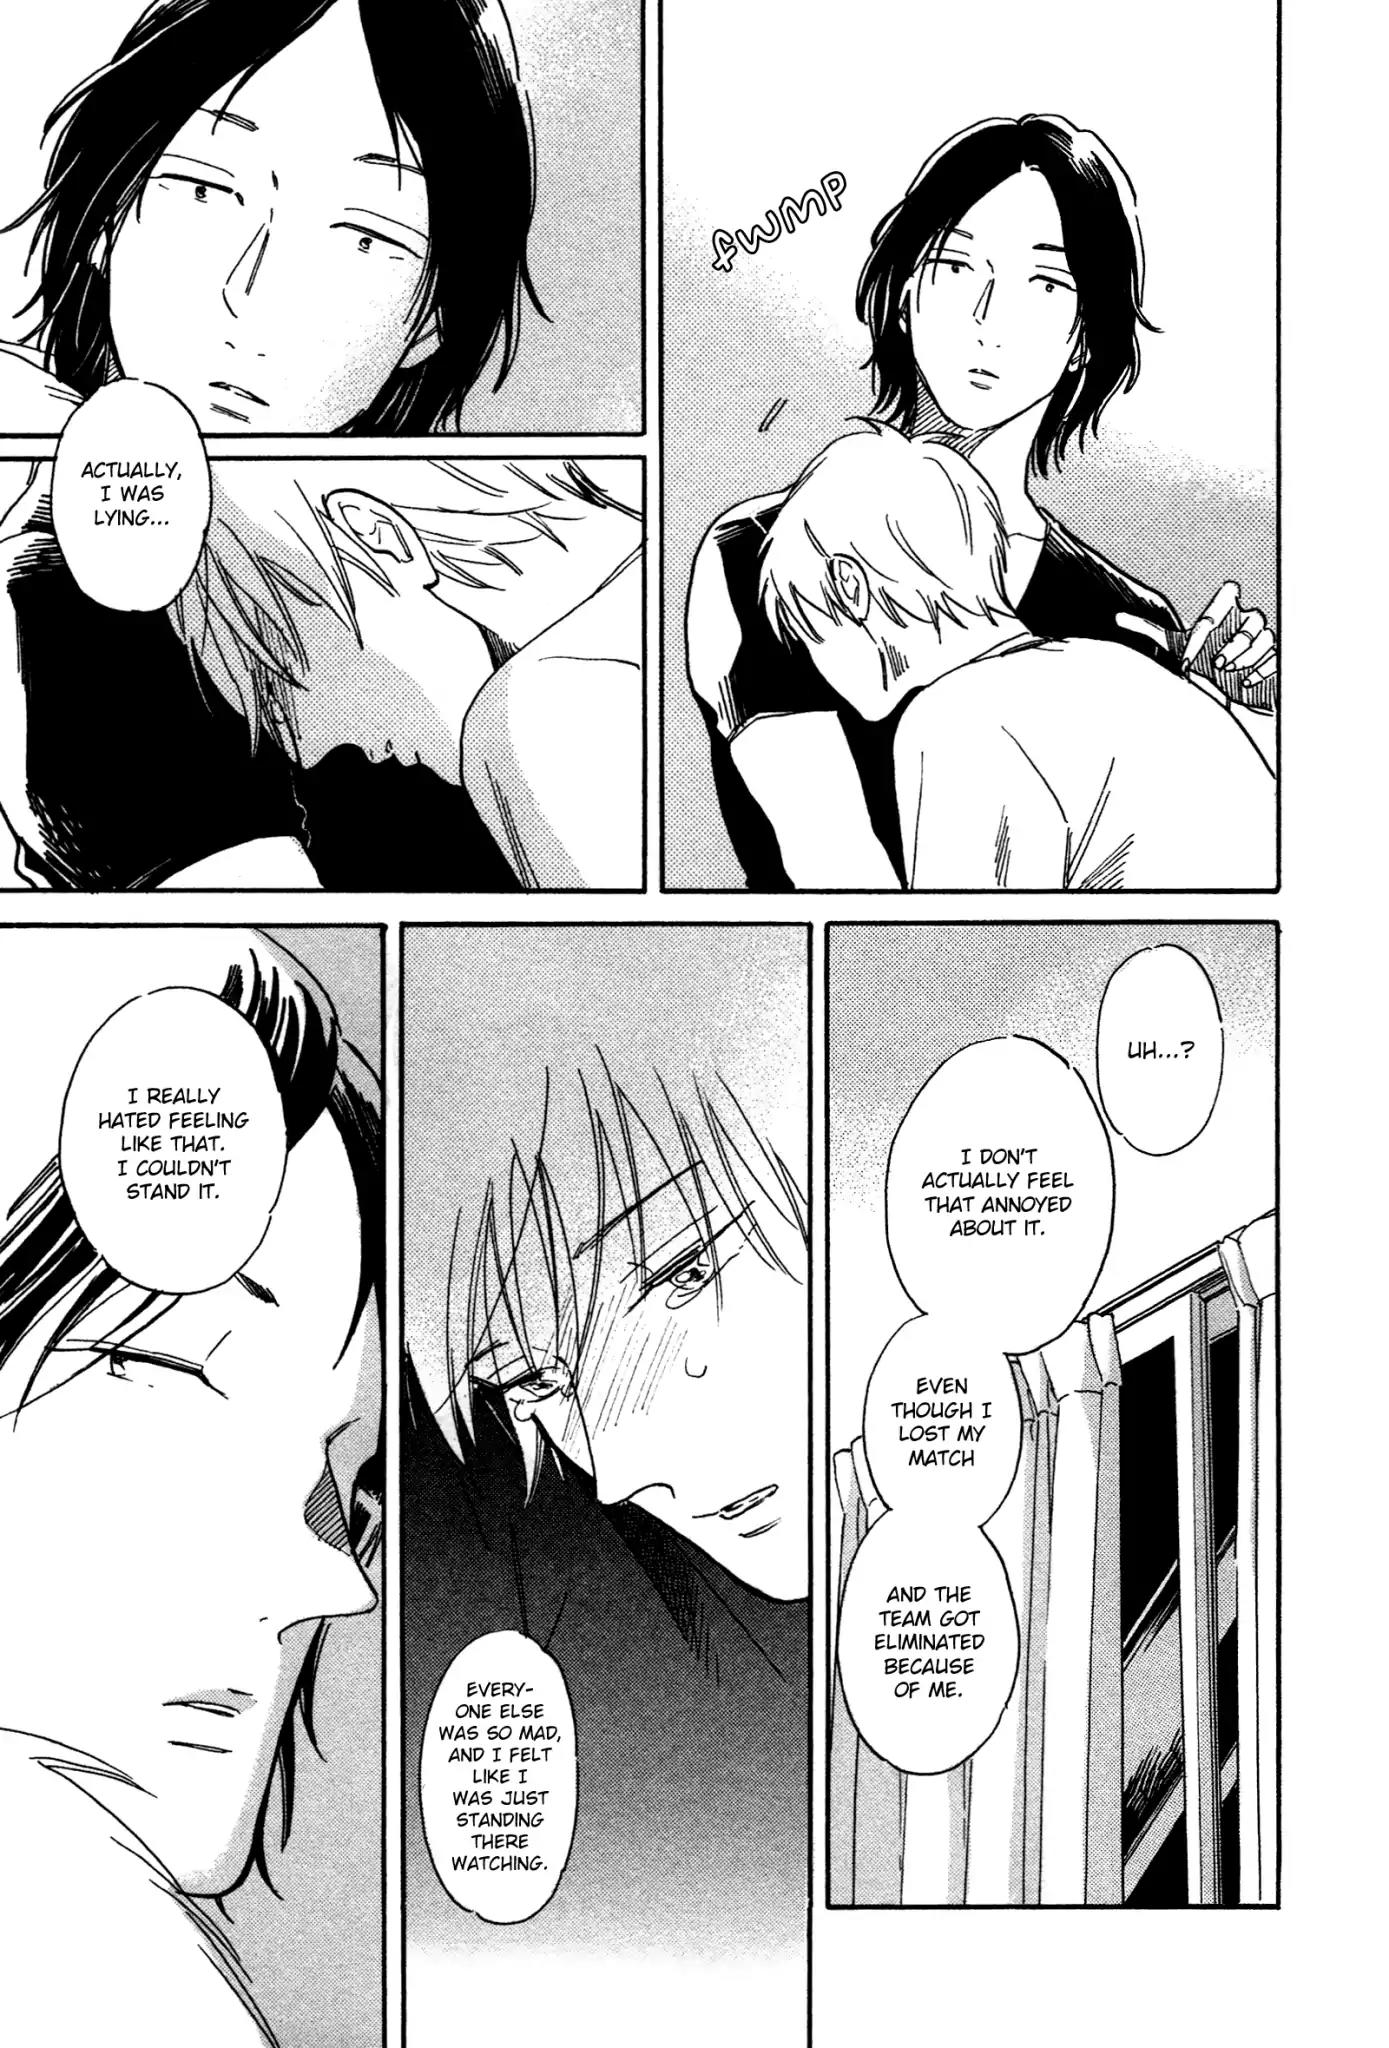 fwmp
ACTUALLY,
I WAS
LYING...
UH...?
I DON'T
ACTUALLY FEEL
THAT ANNOYED
ABOUT IT.
EVEN
THOUGH I
LOST MY
MATCH
AND THE
TEAM GOT
ELIMINATED
BECAUSE
OF ME.
EVERY-
ONE ELSE
WAS SO MAD,
AND I FELT
LIKE I
WAS JUST
STANDING
THERE
WATCHING.
I REALLY
HATED FEELING
LIKE THAT.
I COULDN'T
STAND IT.